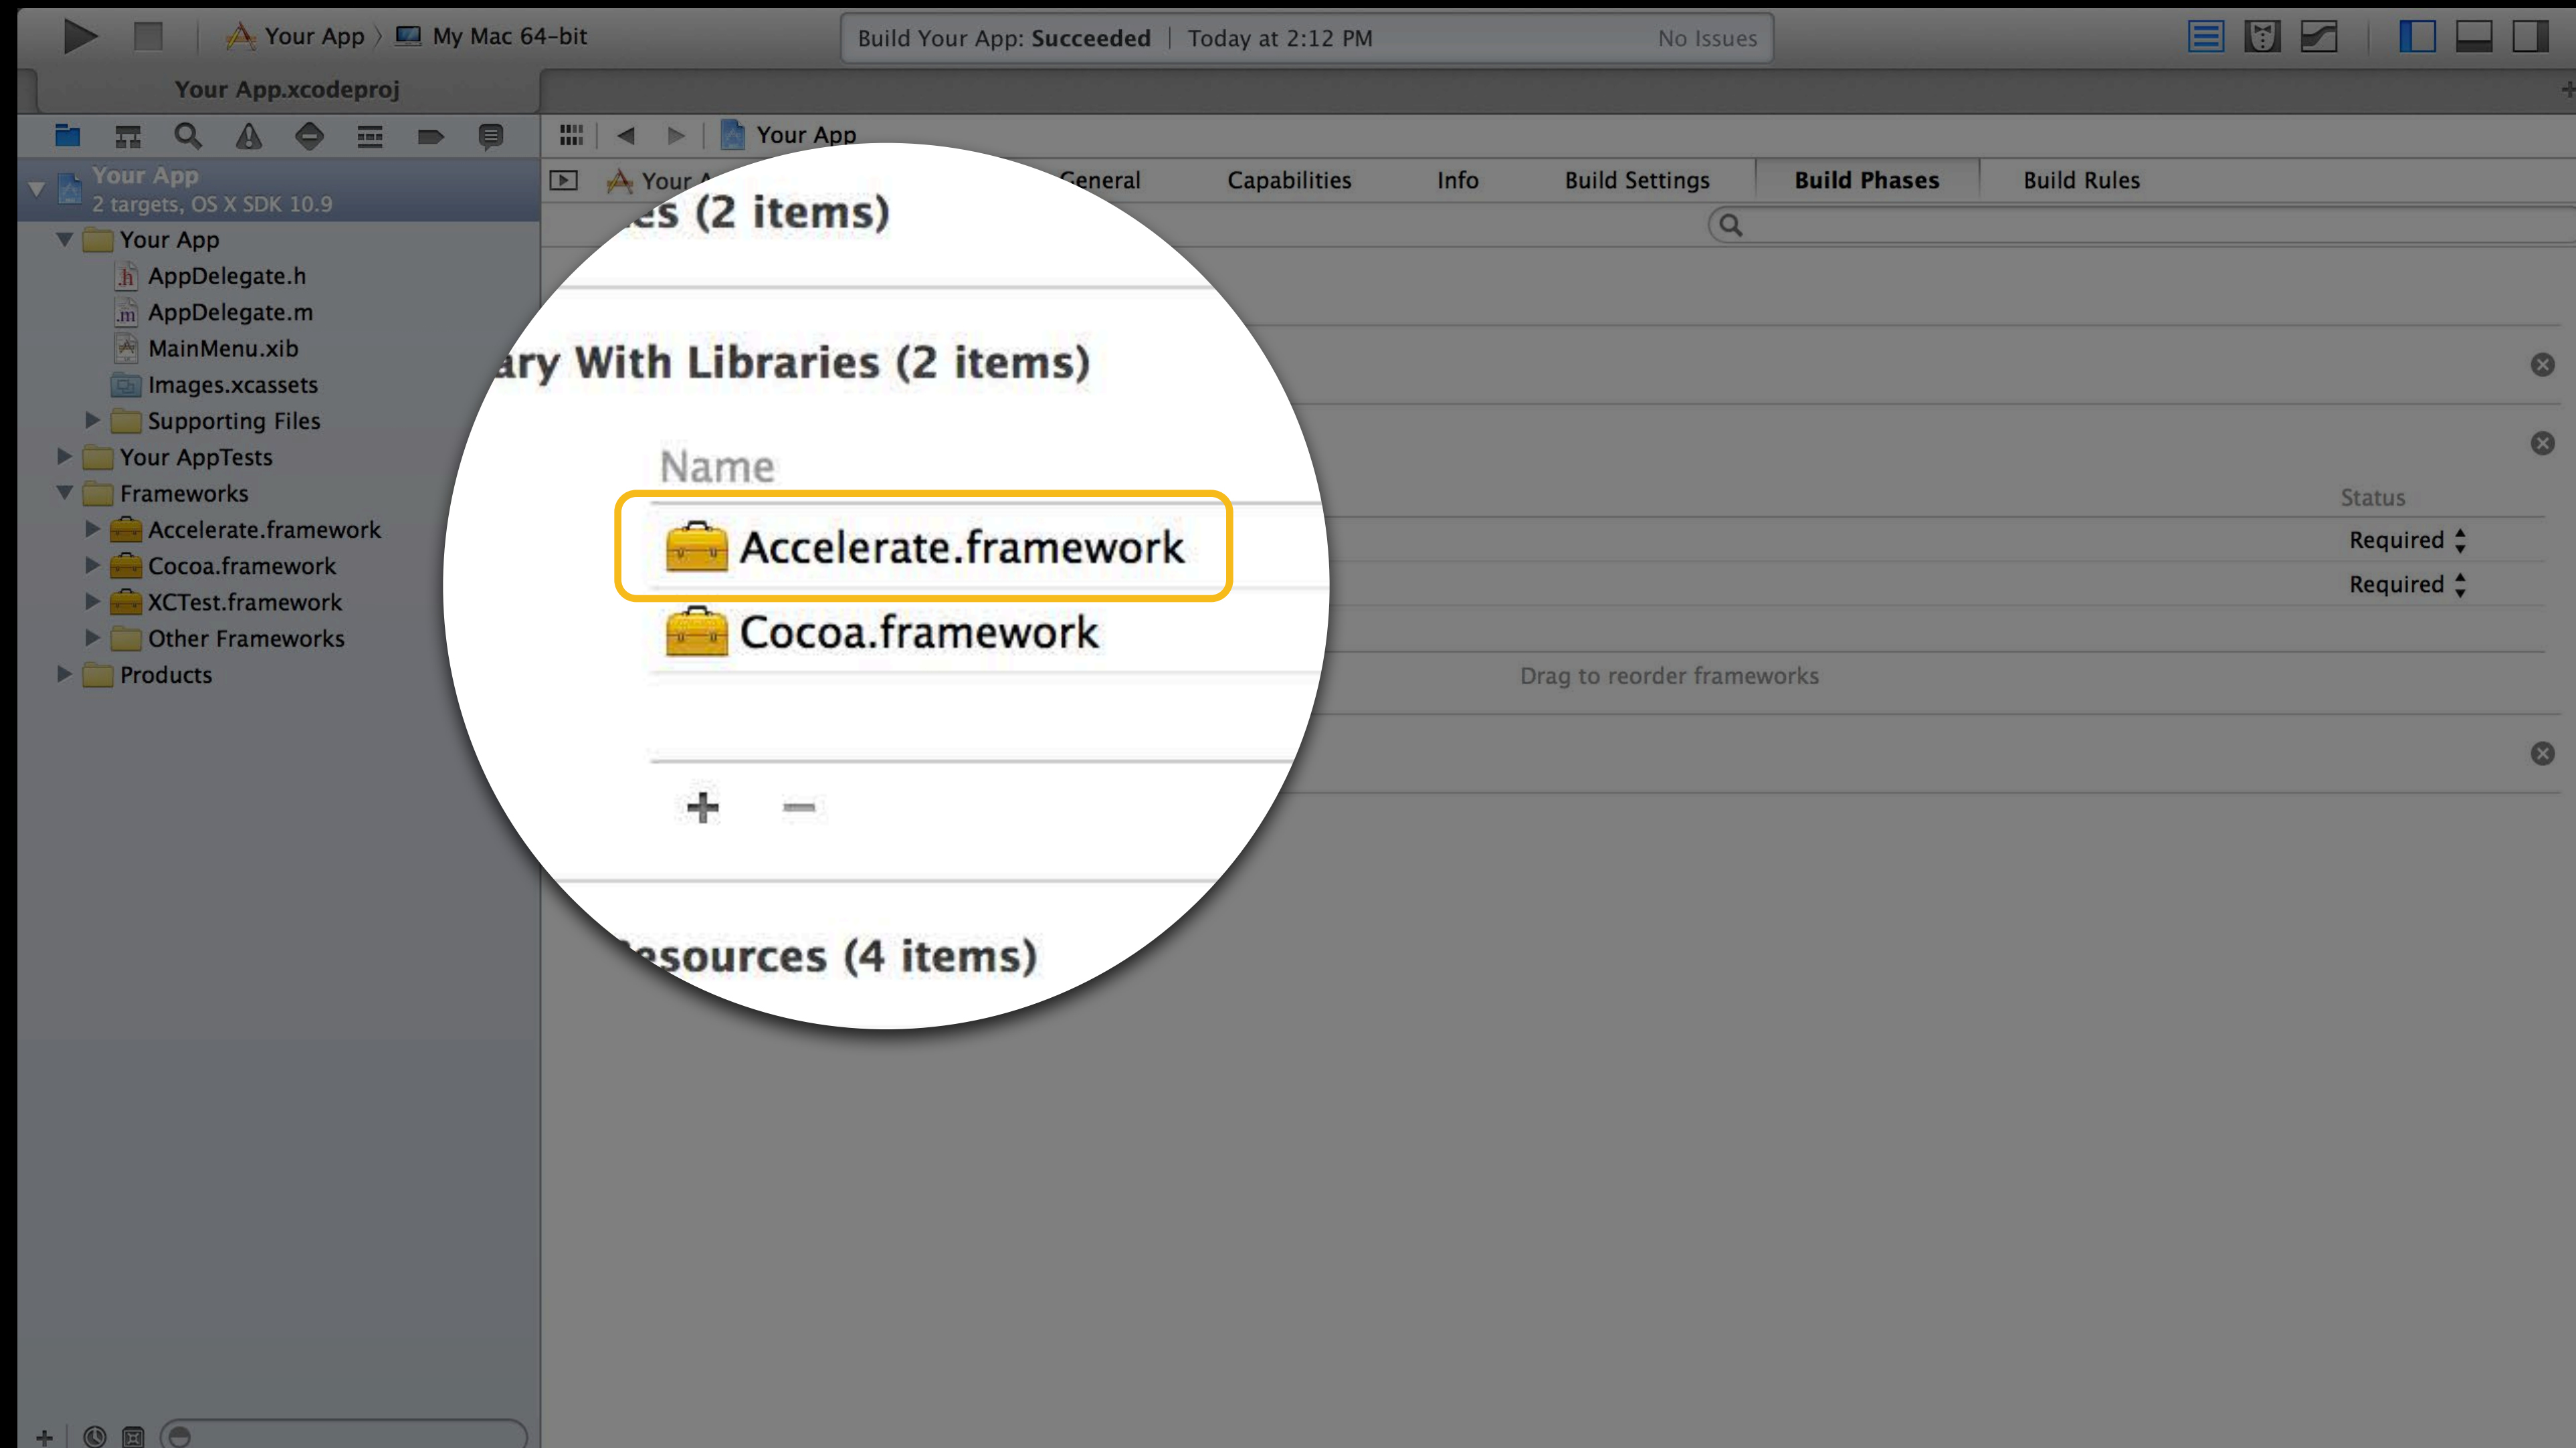 Your App 〉 My Mac 64-bit
Build Your App: Succeeded | Today at 2:12 PM
No Issues
Your App.xcodeproj
Your App
2 targets, OS X SDK 10.9
Your App
AppDelegate.h
AppDelegate.m
MainMenu.xib
Images.xcassets
Supporting Files
Your AppTests
Frameworks
Accelerate.framework
Cocoa.framework
XCTest.framework
Other Frameworks
Products
Your App
Your General Capabilities Info Build Settings Build Phases Build Rules
(2 items)
With Libraries (2 items)
Name
Accelerate.framework
Cocoa.framework
(4 items)
Status
Required
Required
Drag to reorder frameworks